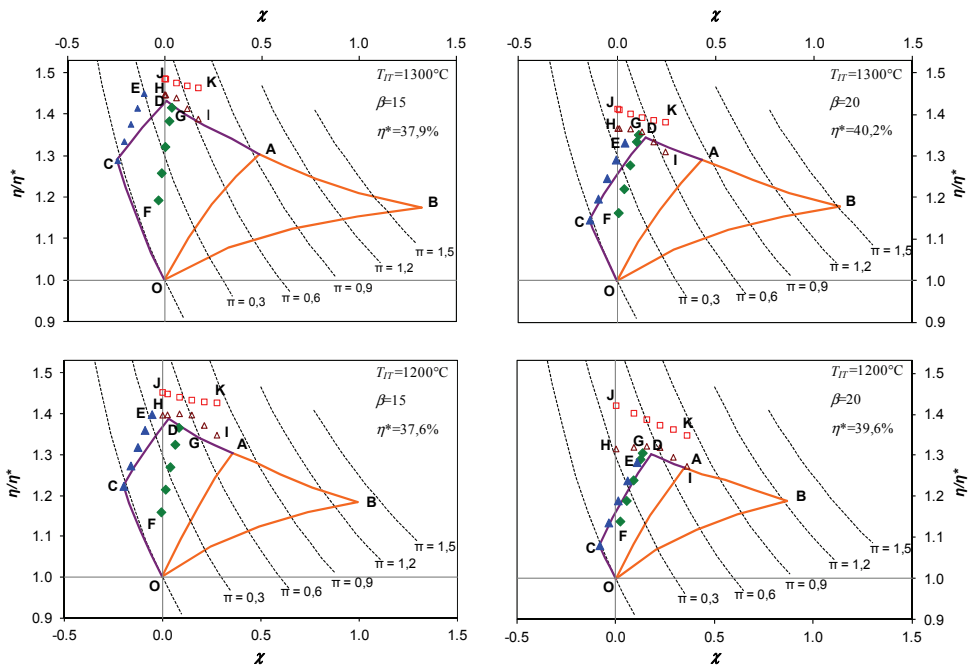 χ χ
-0.5 0.0 0.5 1.0 1.5 -0.5 0.0 0.5 1.0 1.5
1.5 1.4 1.3 1.2 1.1 1.0 0.9
η/η*
T_IT=1300°C
β=15
η*=37,9%
J K E H D G I C A F B O
π = 0,3 π = 0,6 π = 0,9 π = 1,2 π = 1,5
T_IT=1300°C
β=20
η*=40,2%
J K H G D E I A C F B O
π = 0,3 π = 0,6 π = 0,9 π = 1,2 π = 1,5
1.5 1.4 1.3 1.2 1.1 1.0 0.9
η/η*
1.5 1.4 1.3 1.2 1.1 1.0 0.9
η/η*
T_IT=1200°C
β=15
η*=37,6%
J K E H D G I A C F B O
π = 0,3 π = 0,6 π = 0,9 π = 1,2 π = 1,5
T_IT=1200°C
β=20
η*=39,6%
J K H G D E A I C F B O
π = 0,3 π = 0,6 π = 0,9 π = 1,2 π = 1,5
1.5 1.4 1.3 1.2 1.1 1.0 0.9
η/η*
-0.5 0.0 0.5 1.0 1.5 -0.5 0.0 0.5 1.0 1.5
χ χ